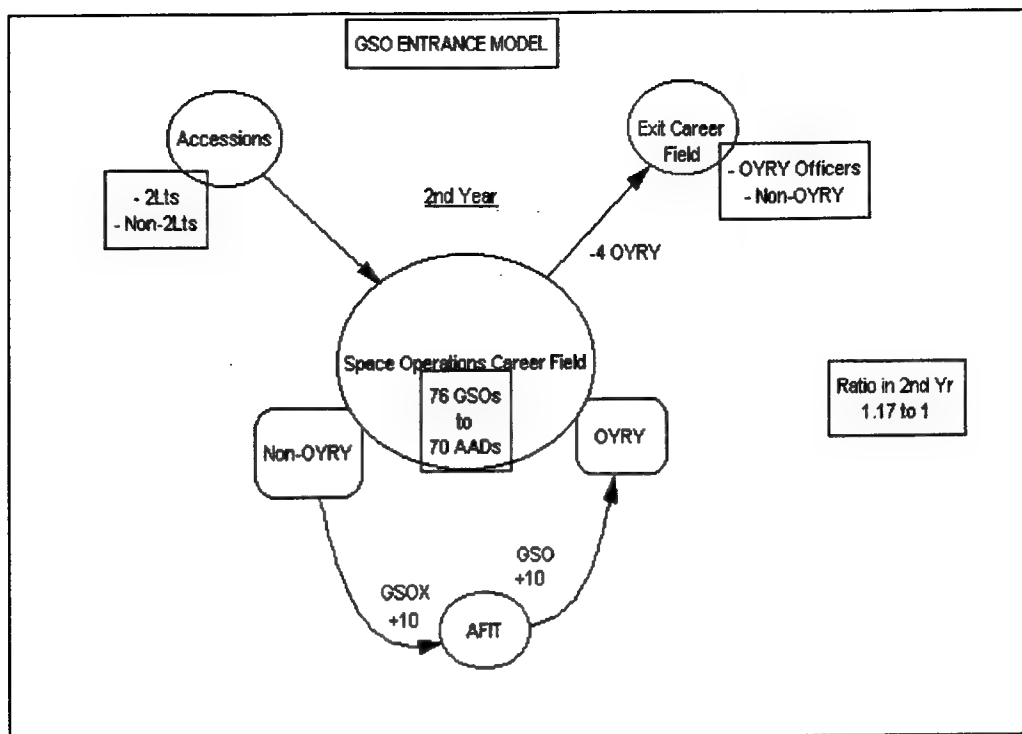 GSO ENTRANCE MODEL
Accessions
- 2Lts
- Non-2Lts
2nd Year
Exit Career
Field
- OYRY Officers
- Non-OYRY
-4 OYRY
Space Operations Career Field
76 GSOs
to
70 AADs
Non-OYRY
OYRY
Ratio in 2nd Yr
1.17 to 1
GSOX
+10
GSO
+10
AFIT